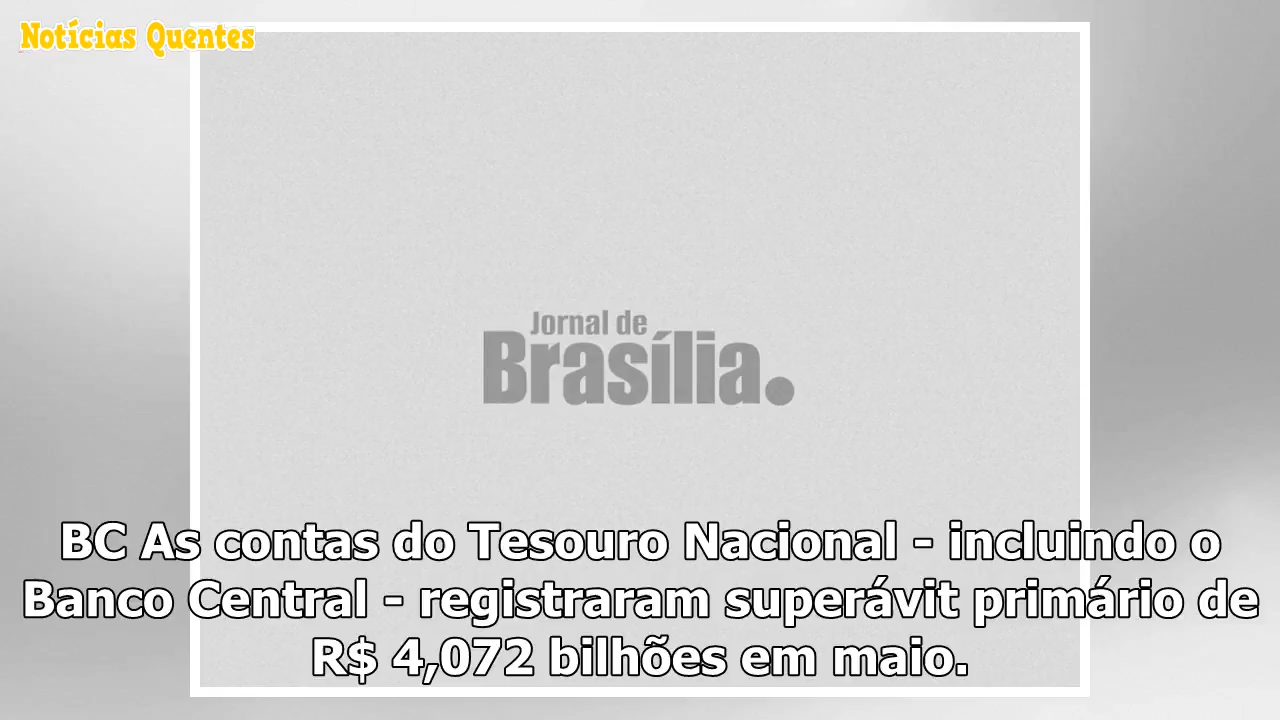 Notícias Quentes
Jornal de
Brasília.
BC As contas do Tesouro Nacional - incluindo o
Banco Central - registraram superávit primário de
R$ 4,072 bilhões em maio.